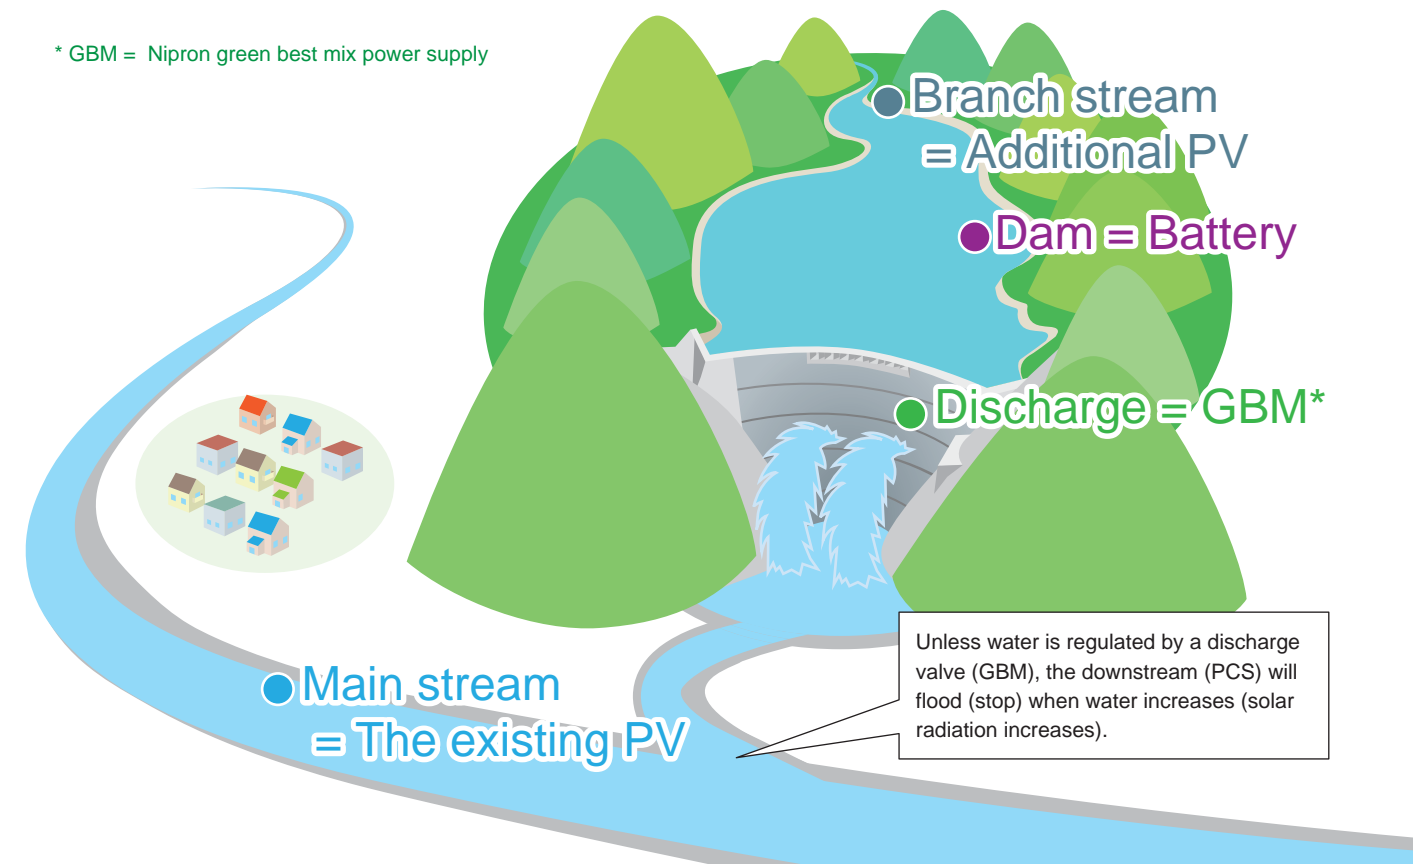 * GBM = Nipron green best mix power supply
Branch stream
= Additional PV
Dam = Battery
Discharge = GBM*
Unless water is regulated by a discharge
valve (GBM), the downstream (PCS) will
flood (stop) when water increases (solar
radiation increases).
Main stream
= The existing PV